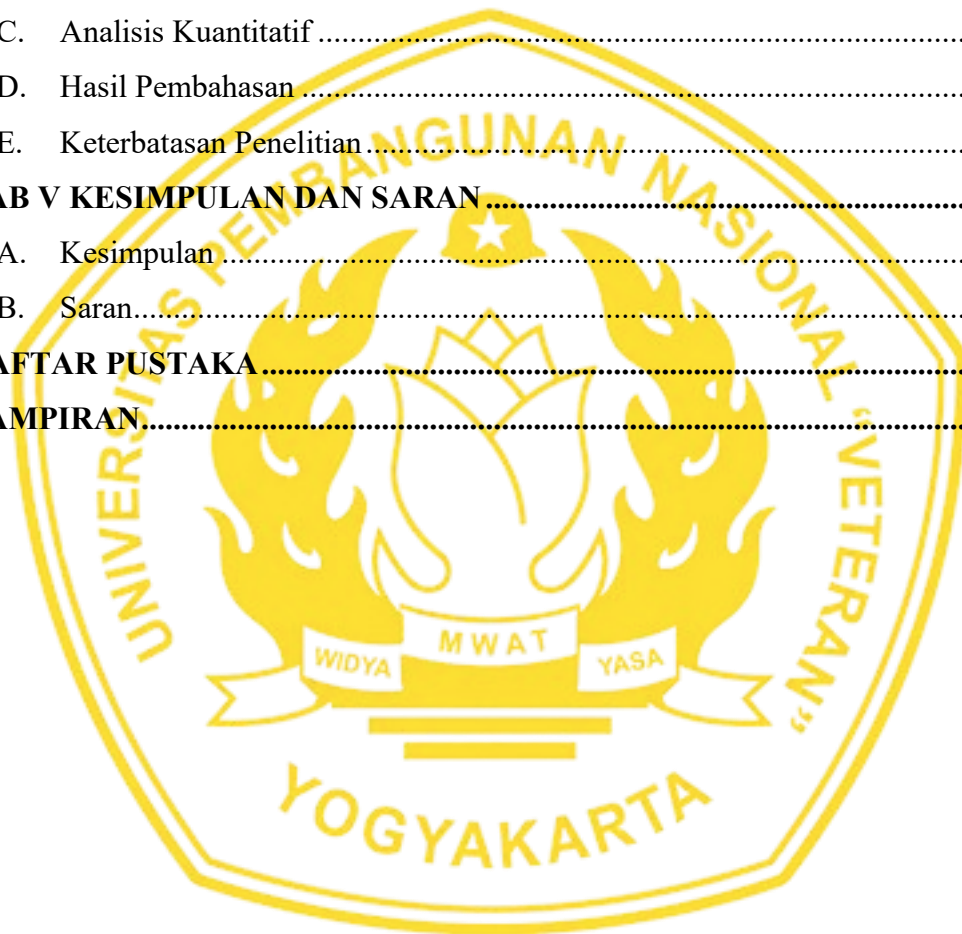 C. Analisis Kuantitatif ..........................................................................................
D. Hasil Pembahasan ............................................................................................
E. Keterbatasan Penelitian ....................................................................................
AB V KESIMPULAN DAN SARAN ...................................................................
A. Kesimpulan ......................................................................................................
B. Saran.................................................................................................................
AFTAR PUSTAKA ..............................................................................................
AMPIRAN............................................................................................................
UNIVERSITAS PEMBANGUNAN NASIONAL "VETERAN"
WIDYA MWAT YASA
YOGYAKARTA